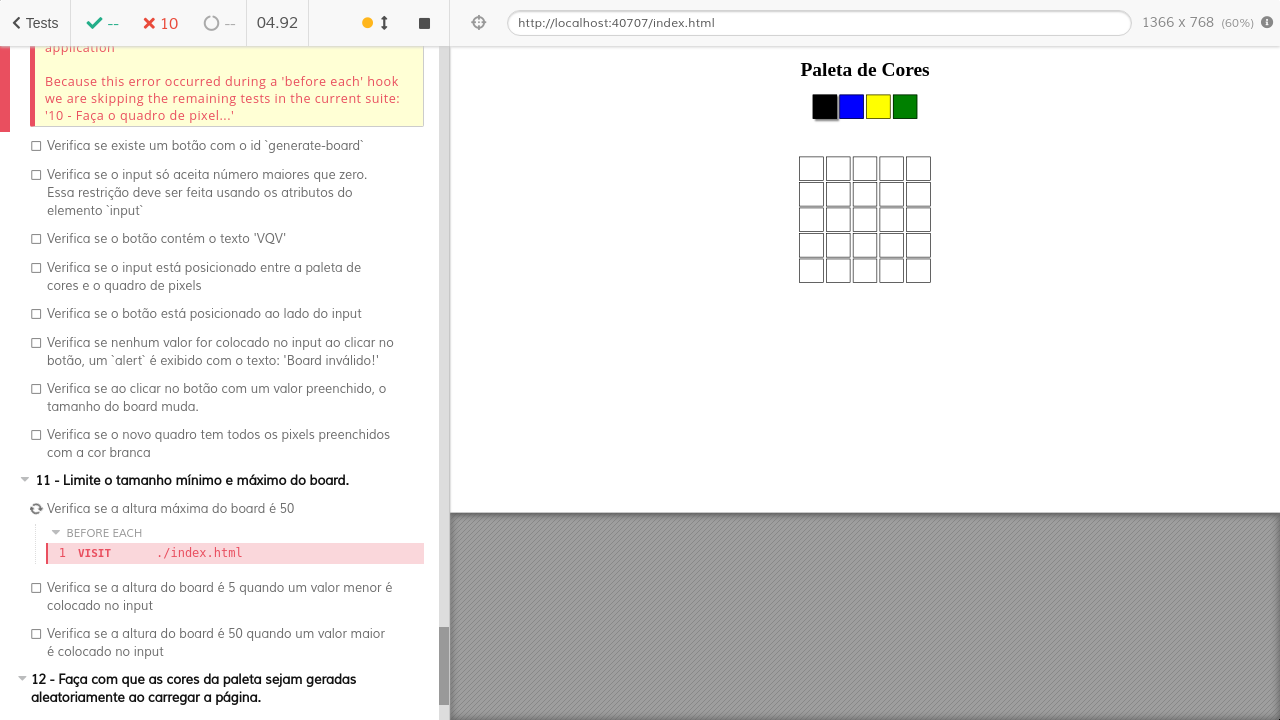 Tests
--
10
--
04.92
http://localhost:40707/index.html
1366 x 768 (60%)
application
Because this error occurred during a 'before each' hook
we are skipping the remaining tests in the current suite:
'10 - Faça o quadro de pixel...'
Verifica se existe um botão com o id `generate-board`
Verifica se o input só aceita número maiores que zero.
Essa restrição deve ser feita usando os atributos do
elemento `input`
Verifica se o botão contém o texto 'VQV'
Verifica se o input está posicionado entre a paleta de
cores e o quadro de pixels
Verifica se o botão está posicionado ao lado do input
Verifica se nenhum valor for colocado no input ao clicar no
botão, um `alert` é exibido com o texto: 'Board inválido!'
Verifica se ao clicar no botão com um valor preenchido, o
tamanho do board muda.
Verifica se o novo quadro tem todos os pixels preenchidos
com a cor branca
11 - Limite o tamanho mínimo e máximo do board.
Verifica se a altura máxima do board é 50
BEFORE EACH
1 VISIT ./index.html
Verifica se a altura do board é 5 quando um valor menor é
colocado no input
Verifica se a altura do board é 50 quando um valor maior
é colocado no input
12 - Faça com que as cores da paleta sejam geradas
aleatoriamente ao carregar a página.
Paleta de Cores